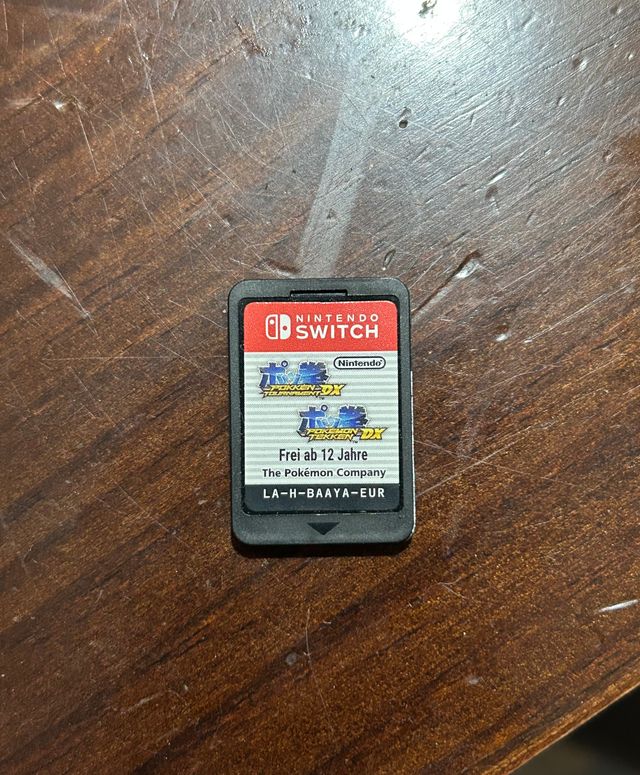 NINTENDO
SWITCH
Nintendo
ポッ拳
POKKÉN
TOURNAMENT DX
ポッ拳
POKÉMON
TEKKEN DX
Frei ab 12 Jahre
The Pokémon Company
LA-H-BAAYA-EUR